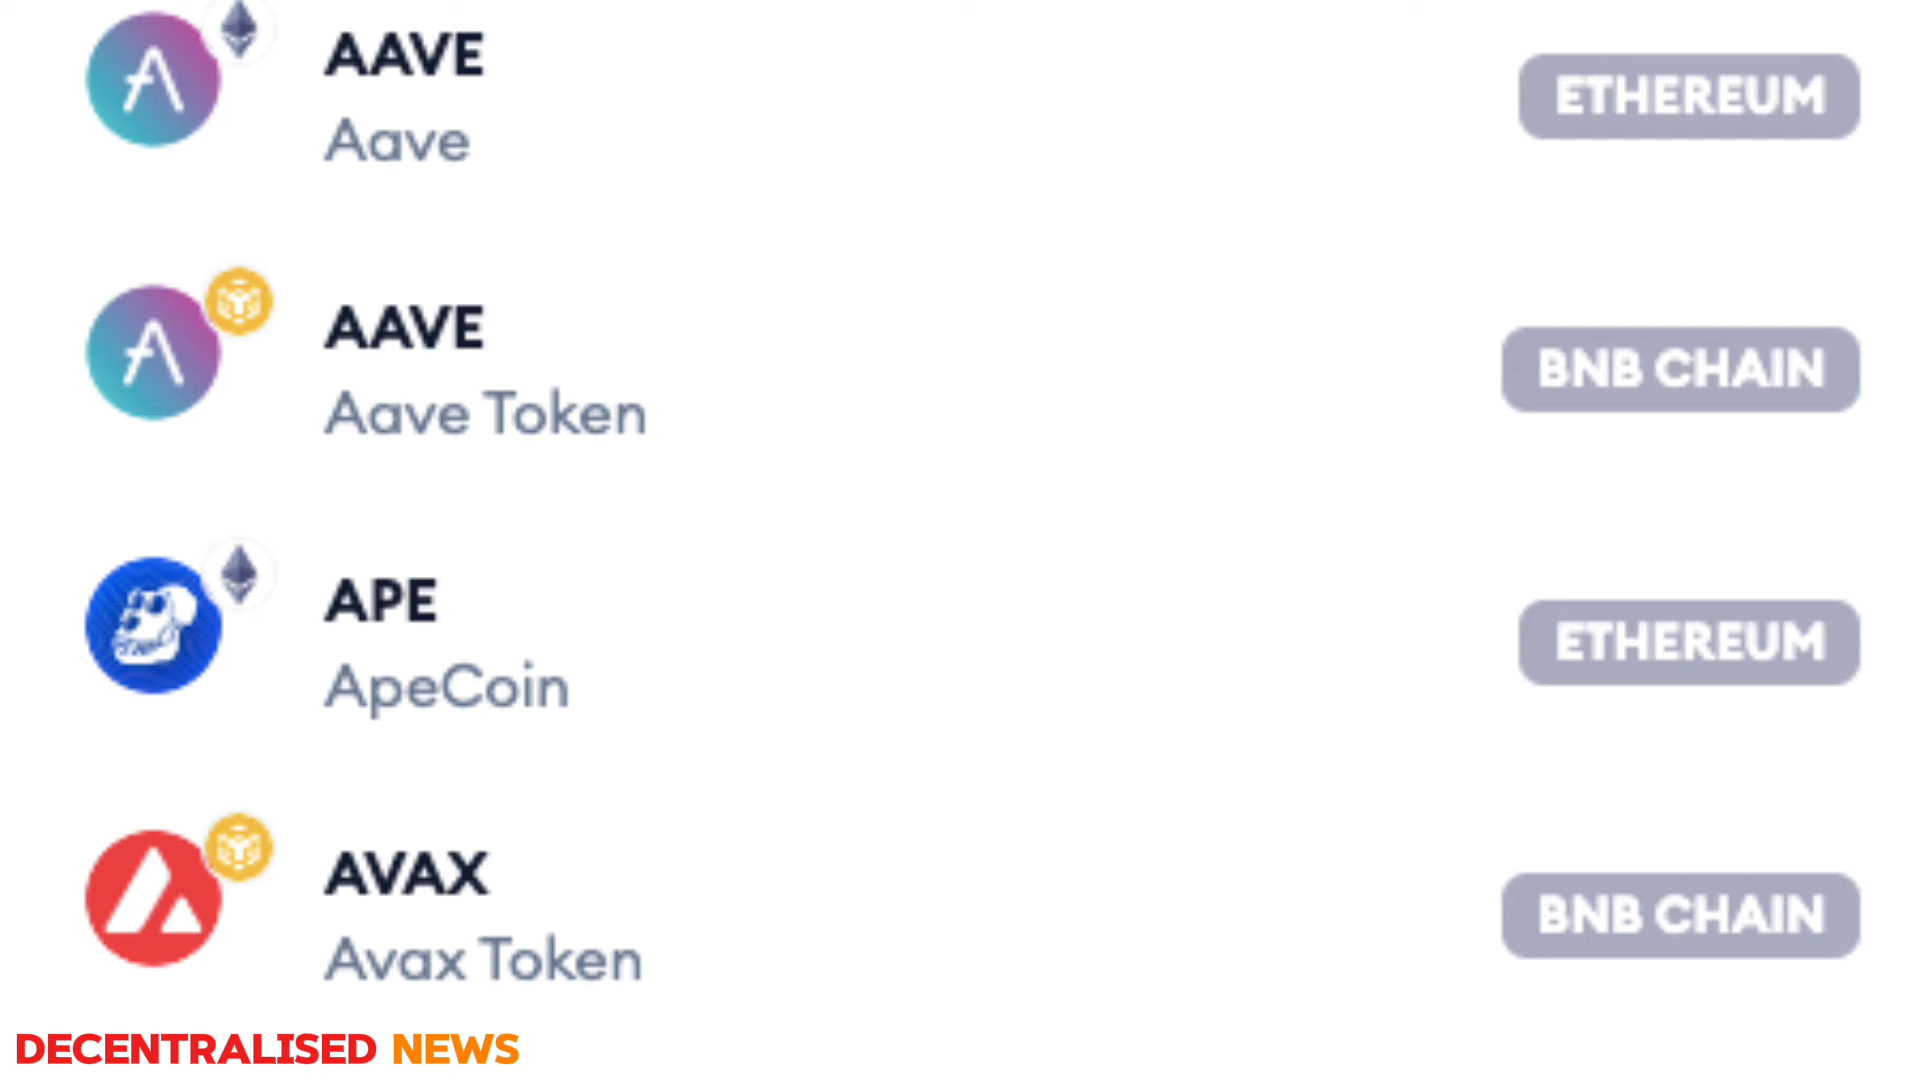 AAVE
Aave
ETHEREUM
AAVE
Aave Token
BNB CHAIN
APE
ApeCoin
ETHEREUM
AVAX
Avax Token
BNB CHAIN
DECENTRALISED NEWS